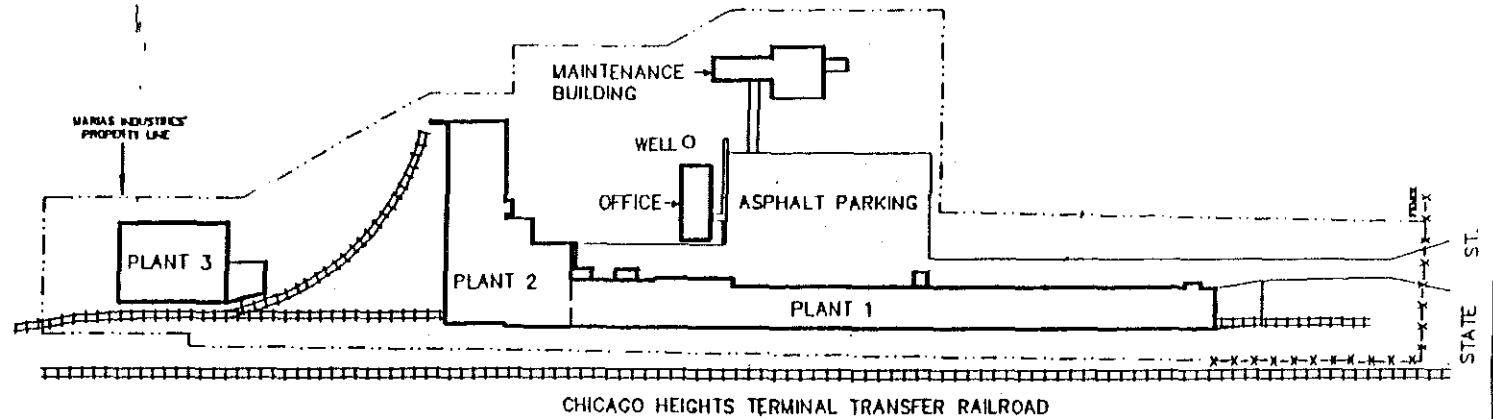 MAINTENANCE
BUILDING
MARIAS INDUSTRIES'
PROPERTY LINE
WELL
OFFICE
ASPHALT PARKING
FENCE
PLANT 3
PLANT 2
PLANT 1
STATE ST.
CHICAGO HEIGHTS TERMINAL TRANSFER RAILROAD